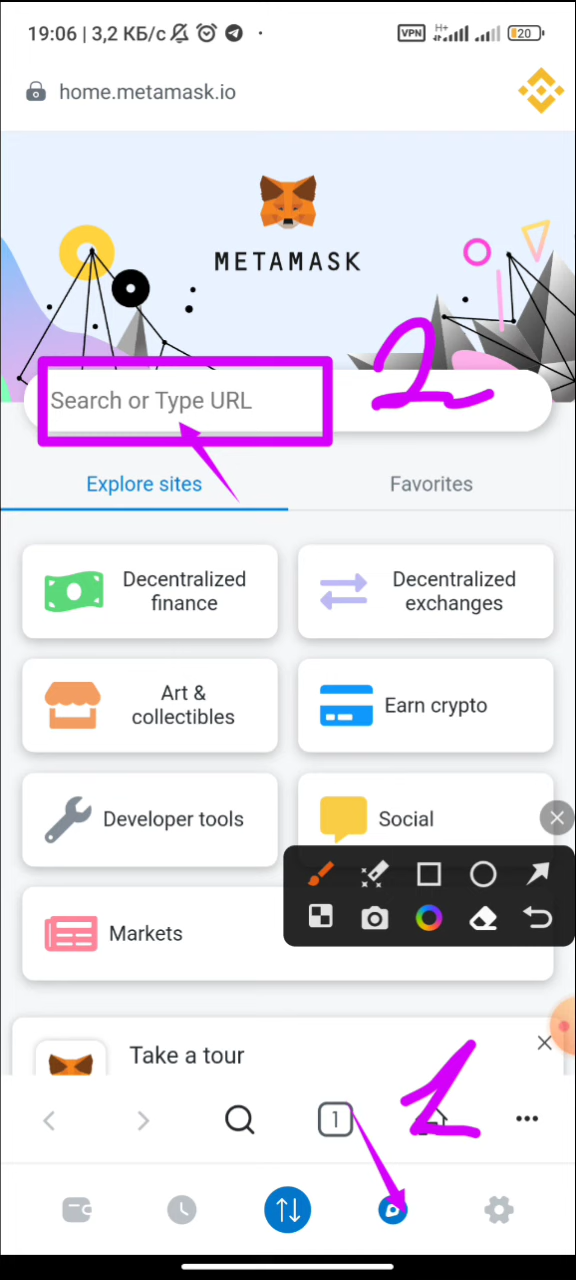 19:06 | 3,2 КБ/с
VPN H+ 20
home.metamask.io
METAMASK
2
Search or Type URL
Explore sites Favorites
Decentralized finance
Decentralized exchanges
Art & collectibles
Earn crypto
Developer tools
Social
Markets
Take a tour
1
1